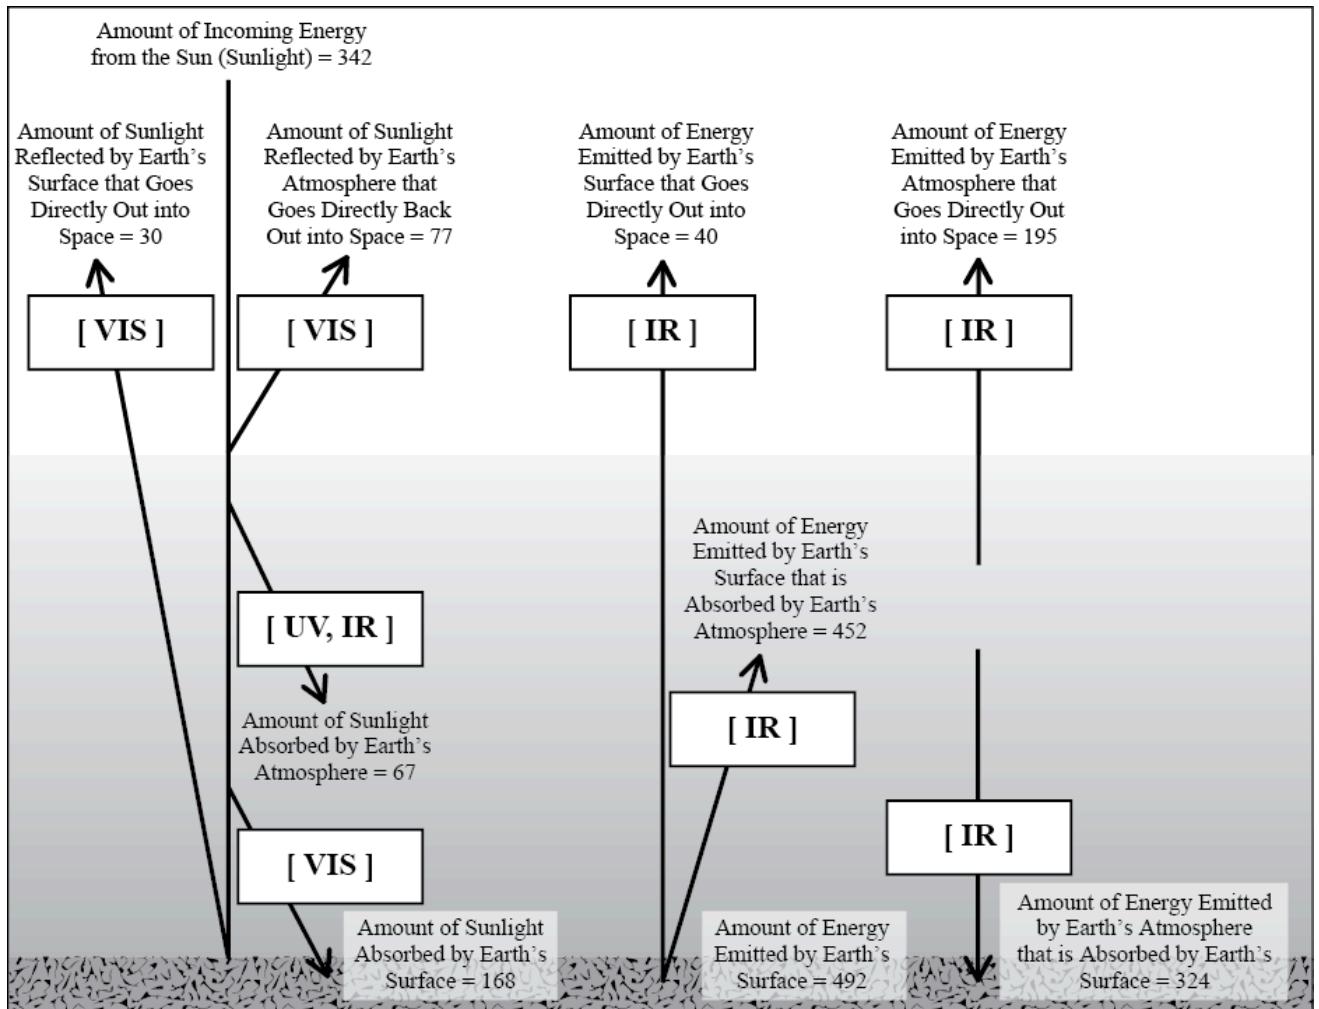 Amount of Incoming Energy
from the Sun (Sunlight) = 342
Amount of Sunlight
Reflected by Earth's
Surface that Goes
Directly Out into
Space = 30
Amount of Sunlight
Reflected by Earth's
Atmosphere that
Goes Directly Back
Out into Space = 77
Amount of Energy
Emitted by Earth's
Surface that Goes
Directly Out into
Space = 40
Amount of Energy
Emitted by Earth's
Atmosphere that
Goes Directly Out
into Space = 195
[ VIS ]
[ VIS ]
[ IR ]
[ IR ]
Amount of Energy
Emitted by Earth's
Surface that is
Absorbed by Earth's
Atmosphere = 452
[ UV, IR ]
Amount of Sunlight
Absorbed by Earth's
Atmosphere = 67
[ IR ]
[ VIS ]
[ IR ]
Amount of Sunlight
Absorbed by Earth's
Surface = 168
Amount of Energy
Emitted by Earth's
Surface = 492
Amount of Energy Emitted
by Earth's Atmosphere
that is Absorbed by Earth's
Surface = 324